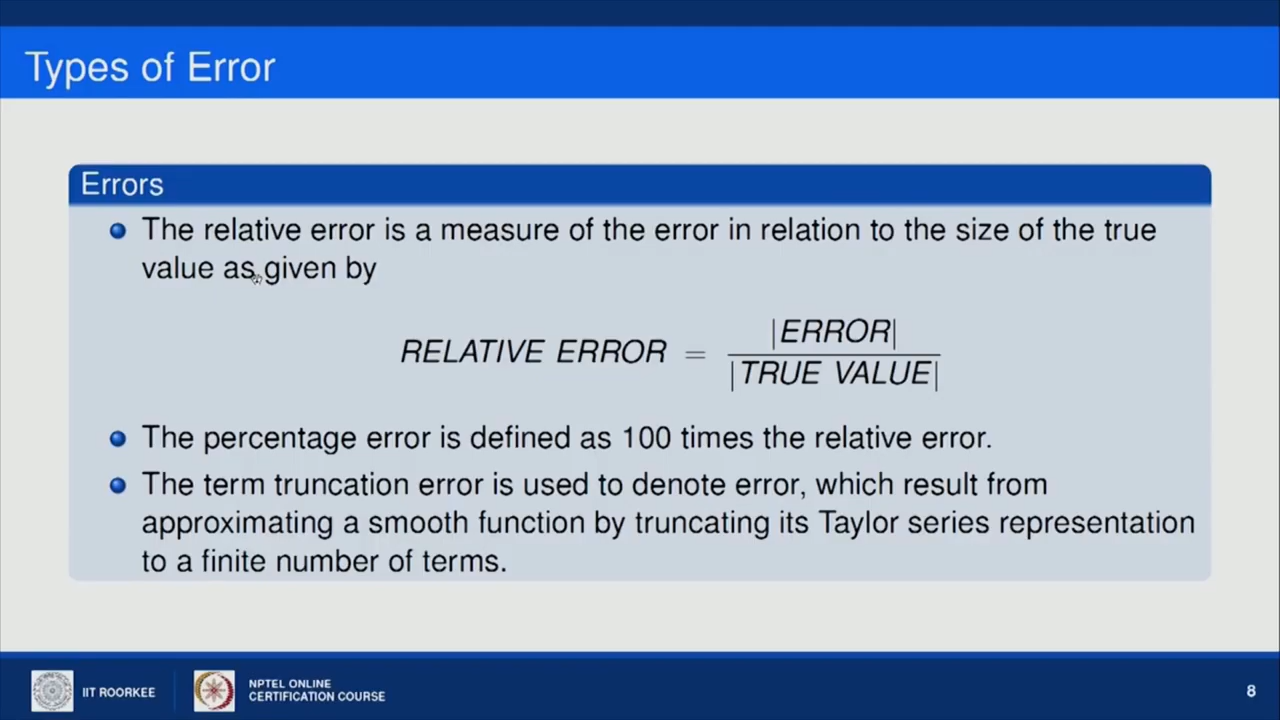 Types of Error
Errors
The relative error is a measure of the error in relation to the size of the true
value as given by
RELATIVE ERROR = |ERROR| / |TRUE VALUE|
The percentage error is defined as 100 times the relative error.
The term truncation error is used to denote error, which result from
approximating a smooth function by truncating its Taylor series representation
to a finite number of terms.
IIT ROORKEE
NPTEL ONLINE
CERTIFICATION COURSE
8